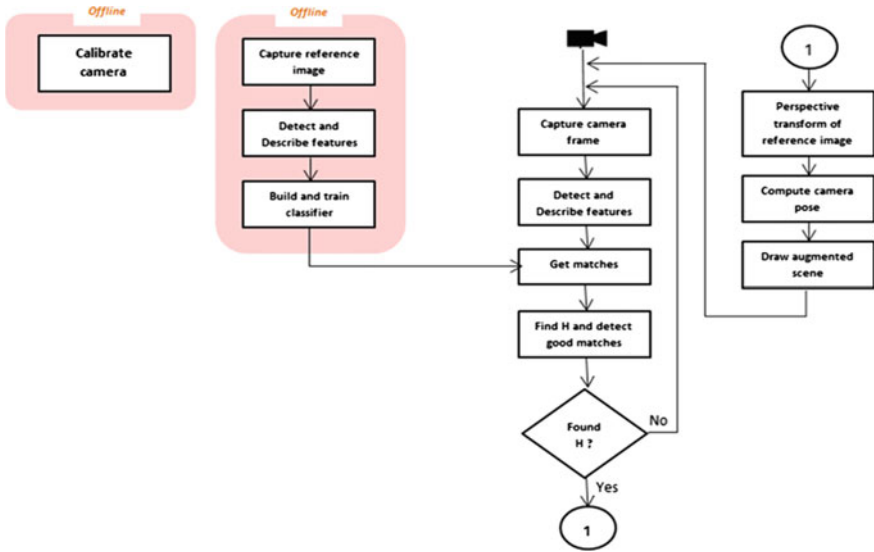 Offline
Calibrate
camera
Offline
Capture reference
image
Detect and
Describe features
Build and train
classifier
Capture camera
frame
Detect and
Describe features
Get matches
Find H and detect
good matches
Found
H ?
No
Yes
1
1
Perspective
transform of
reference image
Compute camera
pose
Draw augmented
scene